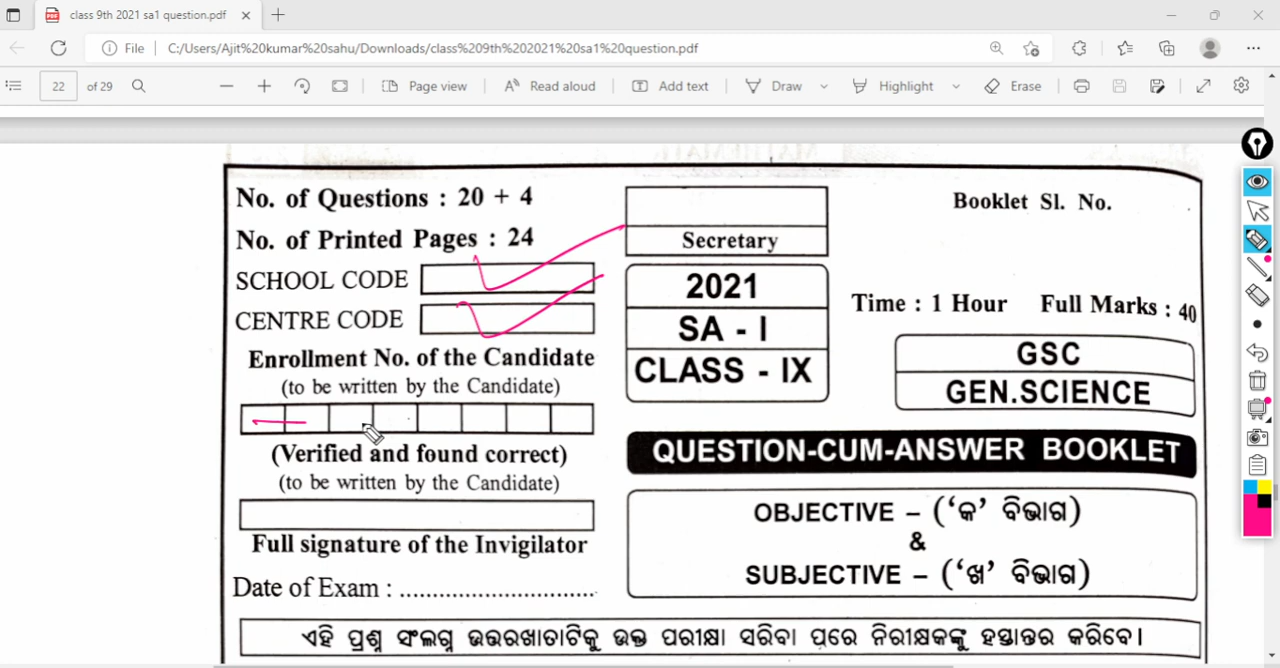 class 9th 2021 sa1 question.pdf
File
C:/Users/Ajit%20kumar%20sahu/Downloads/class%209th%202021%20sa1%20question.pdf
22 of 29
Page view
Read aloud
Add text
Draw
Highlight
Erase
No. of Questions : 20 + 4
No. of Printed Pages : 24
SCHOOL CODE
CENTRE CODE
Enrollment No. of the Candidate
(to be written by the Candidate)
(Verified and found correct)
(to be written by the Candidate)
Full signature of the Invigilator
Date of Exam : ..............................
Secretary
2021
SA - I
CLASS - IX
Booklet Sl. No.
Time : 1 Hour Full Marks : 40
GSC
GEN.SCIENCE
QUESTION-CUM-ANSWER BOOKLET
OBJECTIVE – (‘କ’ ବିଭାଗ)
&
SUBJECTIVE – (‘ଖ’ ବିଭାଗ)
ଏହି ପ୍ରଶ୍ନ ସଂଲଗ୍ନ ଉତ୍ତରଖାତାଟିକୁ ଉକ୍ତ ପରୀକ୍ଷା ସରିବା ପରେ ନିରୀକ୍ଷକଙ୍କୁ ହସ୍ତାନ୍ତର କରିବେ।